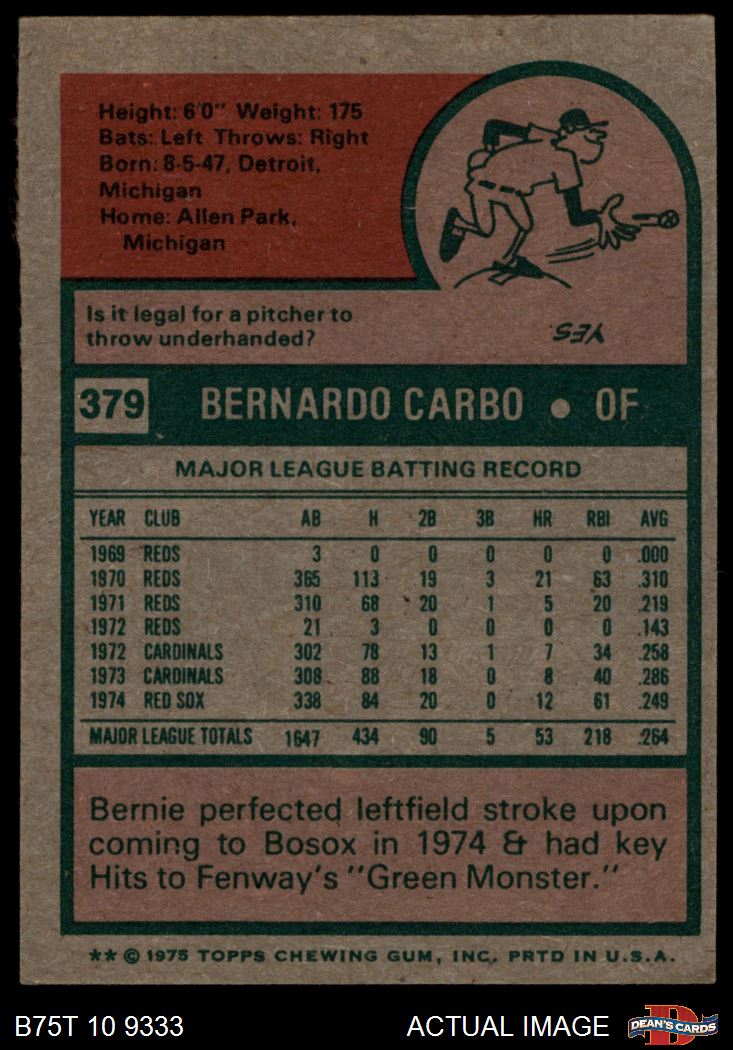 Height: 6'0" Weight: 175
Bats: Left Throws: Right
Born: 8-5-47, Detroit,
Michigan
Home: Allen Park,
Michigan
Is it legal for a pitcher to
throw underhanded?
YES.
379 BERNARDO CARBO • OF
MAJOR LEAGUE BATTING RECORD
YEAR CLUB AB H 2B 3B HR RBI AVG
1969 REDS 3 0 0 0 0 0 .000
1970 REDS 365 113 19 3 21 63 .310
1971 REDS 310 68 20 1 5 20 .219
1972 REDS 21 3 0 0 0 0 .143
1972 CARDINALS 302 78 13 1 7 34 .258
1973 CARDINALS 308 88 18 0 8 40 .286
1974 RED SOX 338 84 20 0 12 61 .249
MAJOR LEAGUE TOTALS 1647 434 90 5 53 218 .264
Bernie perfected leftfield stroke upon
coming to Bosox in 1974 & had key
Hits to Fenway's "Green Monster."
** © 1975 TOPPS CHEWING GUM, INC. PRTD IN U.S.A.
B75T 10 9333 ACTUAL IMAGE DEAN'S CARDS